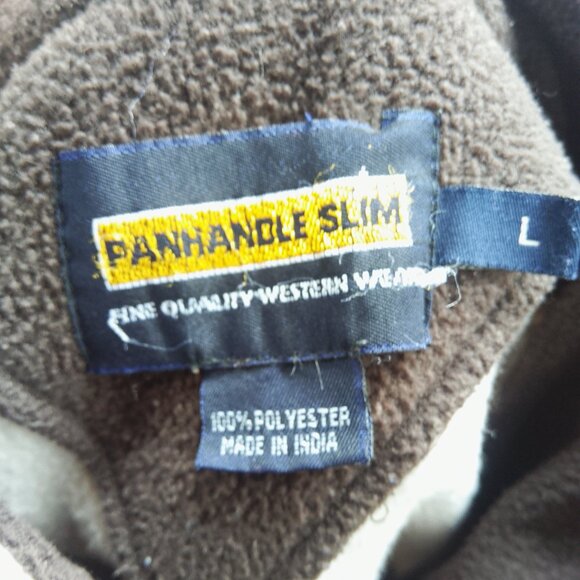 PANHANDLE SLIM
FINE QUALITY WESTERN WEAR
L
100% POLYESTER
MADE IN INDIA